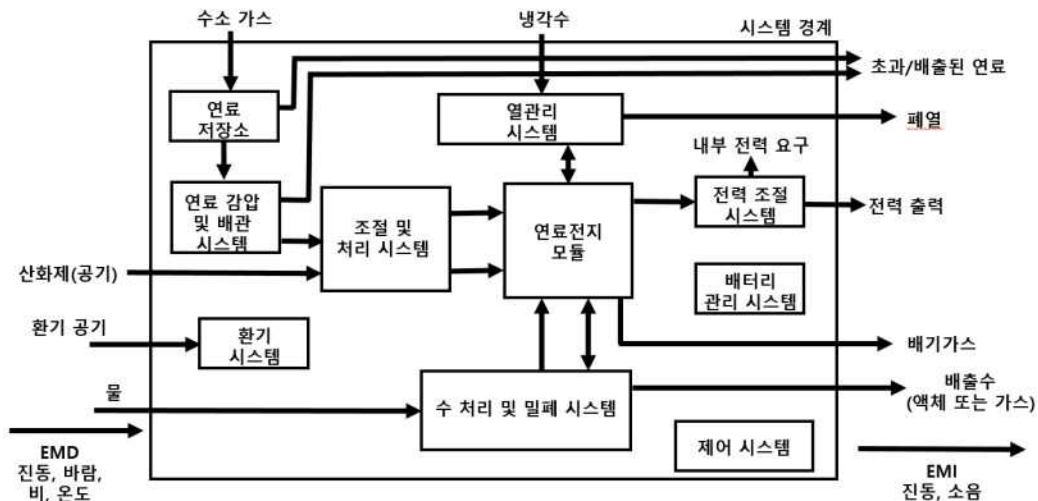 수소 가스
냉각수
시스템 경계
초과/배출된 연료
연료
저장소
열관리
시스템
폐열
내부 전력 요구
연료 감압
및 배관
시스템
조절 및
처리 시스템
연료전지
모듈
전력 조절
시스템
전력 출력
산화제(공기)
배터리
관리 시스템
환기 공기
환기
시스템
배기가스
물
수 처리 및 밀폐 시스템
배출수
(액체 또는 가스)
제어 시스템
EMD
진동, 바람,
비, 온도
EMI
진동, 소음